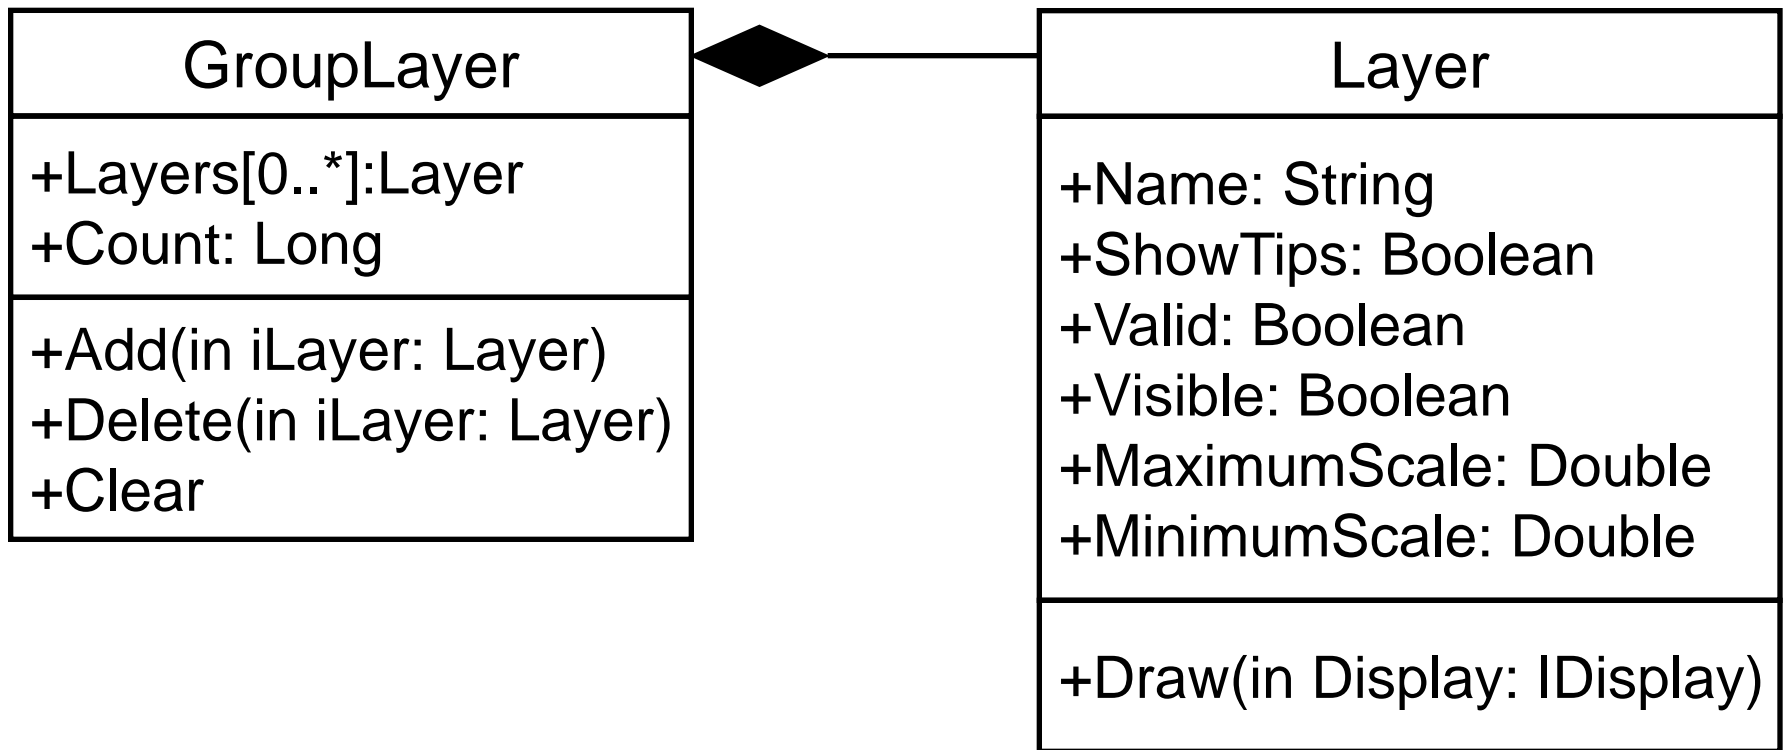 GroupLayer
+Layers[0..*]:Layer
+Count: Long
+Add(in iLayer: Layer)
+Delete(in iLayer: Layer)
+Clear
Layer
+Name: String
+ShowTips: Boolean
+Valid: Boolean
+Visible: Boolean
+MaximumScale: Double
+MinimumScale: Double
+Draw(in Display: IDisplay)